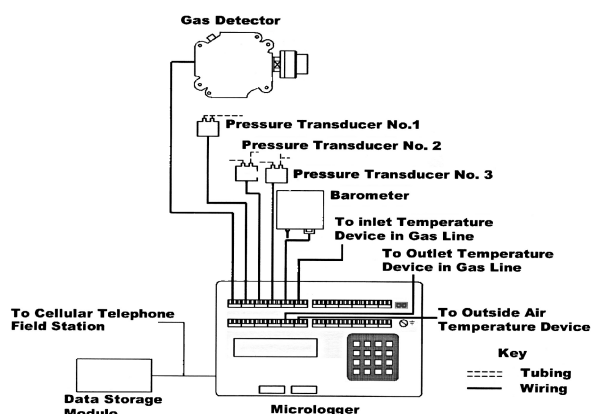 Gas Detector
Pressure Transducer No.1
Pressure Transducer No. 2
Pressure Transducer No. 3
Barometer
To inlet Temperature
Device in Gas Line
To Outlet Temperature
Device in Gas Line
To Cellular Telephone
Field Station
To Outside Air
Temperature Device
Key
Tubing
Wiring
Data Storage
Module
Micrologger